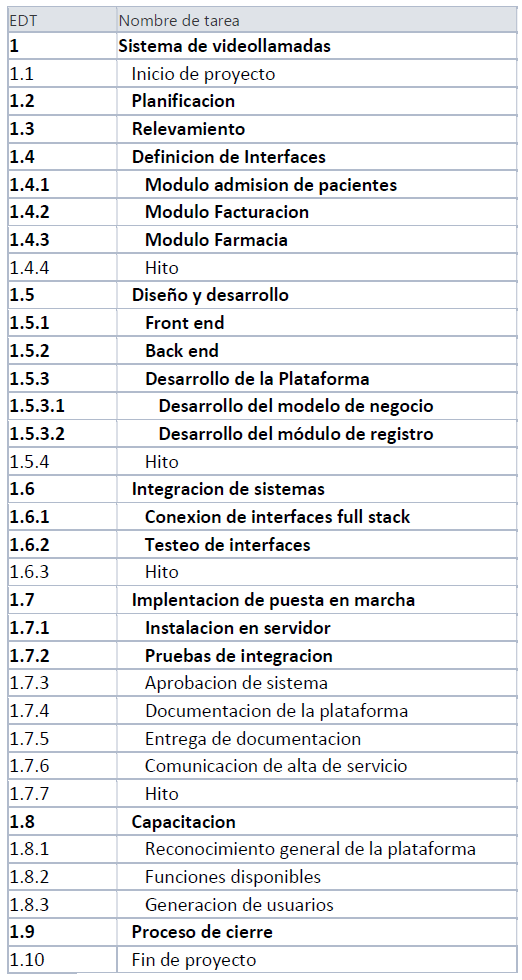 EDT Nombre de tarea
1 Sistema de videollamadas
1.1 Inicio de proyecto
1.2 Planificacion
1.3 Relevamiento
1.4 Definicion de Interfaces
1.4.1 Modulo admision de pacientes
1.4.2 Modulo Facturacion
1.4.3 Modulo Farmacia
1.4.4 Hito
1.5 Diseño y desarrollo
1.5.1 Front end
1.5.2 Back end
1.5.3 Desarrollo de la Plataforma
1.5.3.1 Desarrollo del modelo de negocio
1.5.3.2 Desarrollo del módulo de registro
1.5.4 Hito
1.6 Integracion de sistemas
1.6.1 Conexion de interfaces full stack
1.6.2 Testeo de interfaces
1.6.3 Hito
1.7 Implentacion de puesta en marcha
1.7.1 Instalacion en servidor
1.7.2 Pruebas de integracion
1.7.3 Aprobacion de sistema
1.7.4 Documentacion de la plataforma
1.7.5 Entrega de documentacion
1.7.6 Comunicacion de alta de servicio
1.7.7 Hito
1.8 Capacitacion
1.8.1 Reconocimiento general de la plataforma
1.8.2 Funciones disponibles
1.8.3 Generacion de usuarios
1.9 Proceso de cierre
1.10 Fin de proyecto